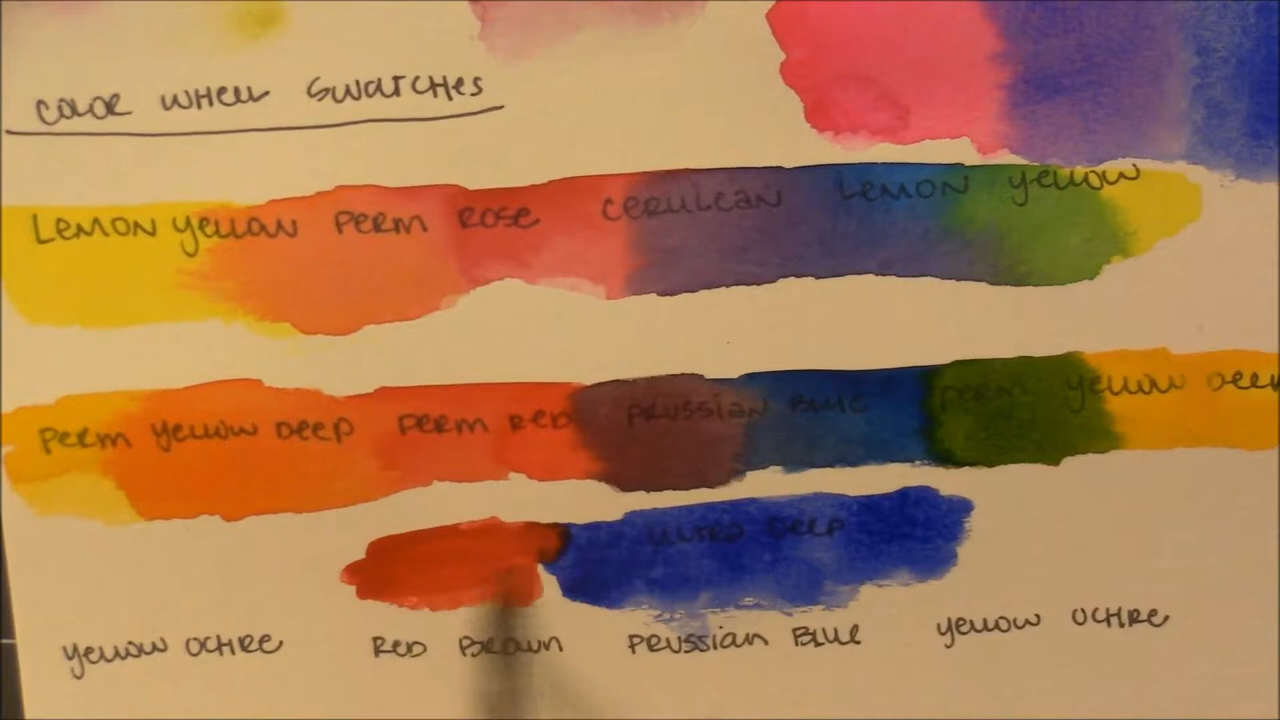 COLOR WHEEL SWATCHES
LEMON YELLOW PERM ROSE CERULEAN LEMON YELLOW
PERM YELLOW DEEP PERM RED PRUSSIAN BLUE PERM YELLOW DEEP
ULTRA DEEP
YELLOW OCHRE RED BROWN PRUSSIAN BLUE YELLOW OCHRE